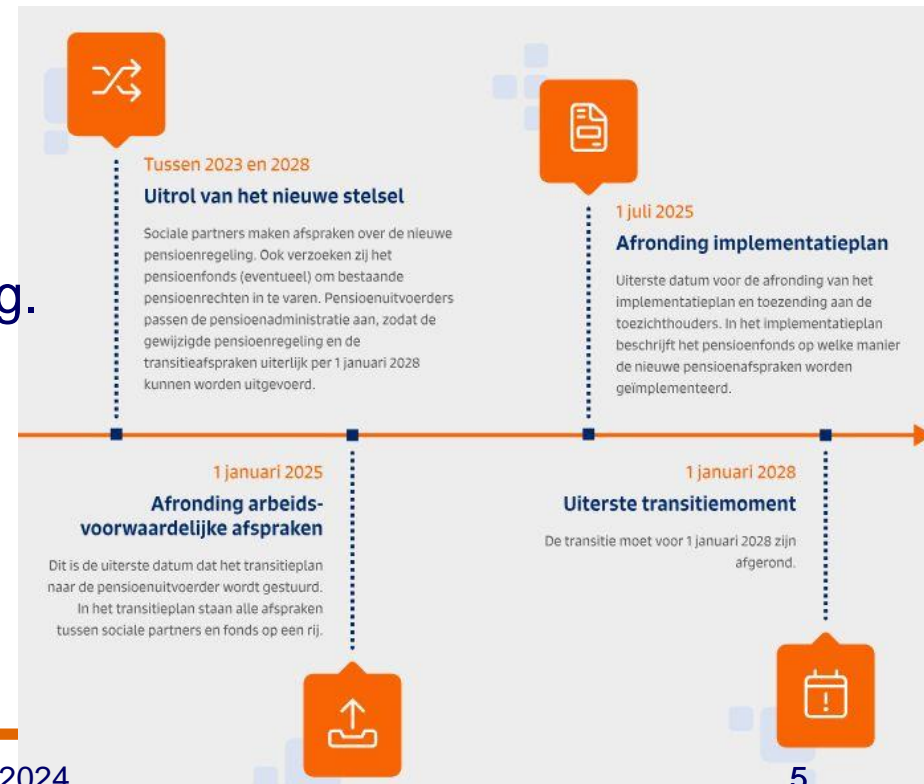 Tussen 2023 en 2028
Uitrol van het nieuwe stelsel
Sociale partners maken afspraken over de nieuwe
pensioenregeling. Ook verzoeken zij het
pensioenfonds (eventueel) om bestaande
pensioenrechten in te varen. Pensioenuitvoerders
passen de pensioenadministratie aan, zodat de
gewijzigde pensioenregeling en de
transitieafspraken uiterlijk per 1 januari 2028
kunnen worden uitgevoerd.
1 juli 2025
Afronding implementatieplan
Uiterste datum voor de afronding van het
implementatieplan en toezending aan de
toezichthouders. In het implementatieplan
beschrijft het pensioenfonds op welke manier
de nieuwe pensioenafspraken worden
geïmplementeerd.
g.
1 januari 2025
Afronding arbeids-
voorwaardelijke afspraken
Dit is de uiterste datum dat het transitieplan
naar de pensioenuitvoerder wordt gestuurd.
In het transitieplan staan alle afspraken
tussen sociale partners en fonds op een rij.
1 januari 2028
Uiterste transitiemoment
De transitie moet voor 1 januari 2028 zijn
afgerond.
2024
5